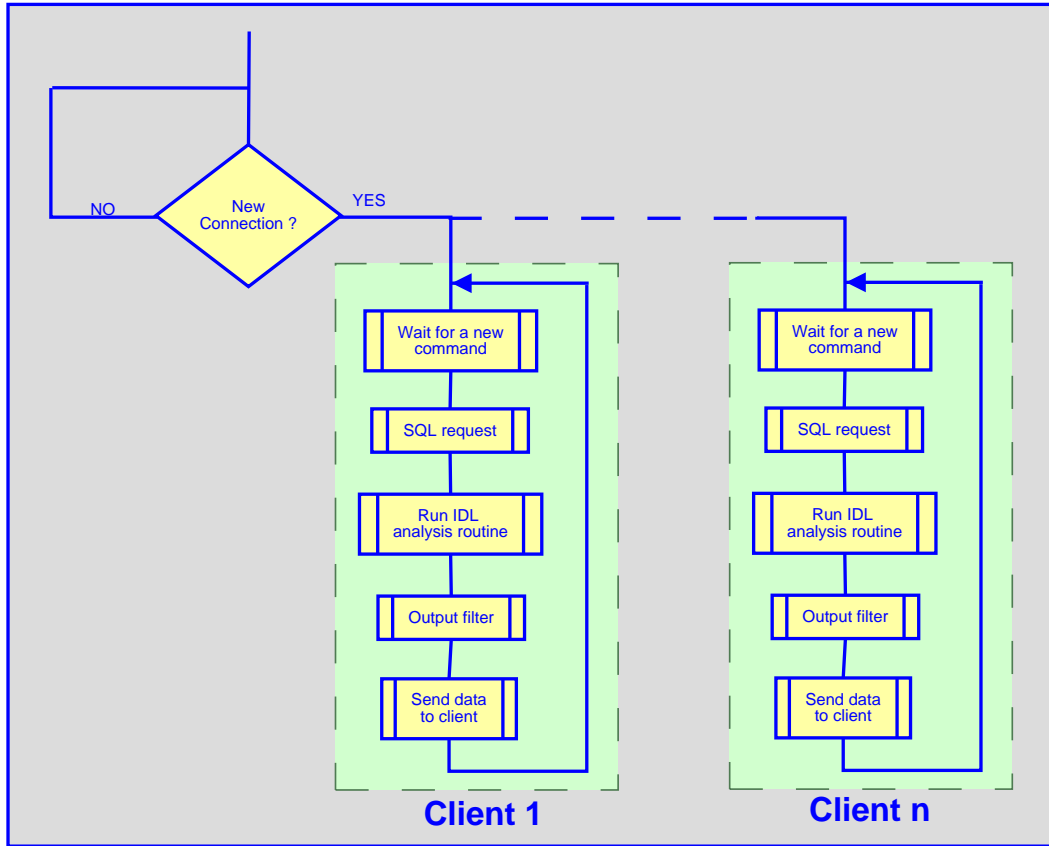 NO
New
Connection ?
YES
Wait for a new
command
SQL request
Run IDL
analysis routine
Output filter
Send data
to client
Client 1
Wait for a new
command
SQL request
Run IDL
analysis routine
Output filter
Send data
to client
Client n